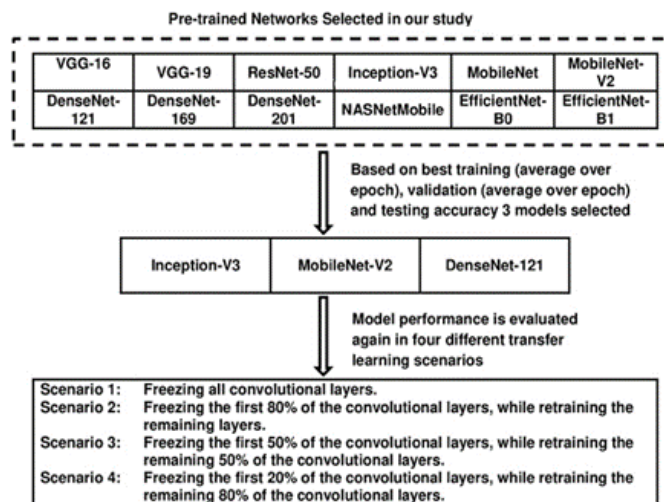 Pre-trained Networks Selected in our study
VGG-16 VGG-19 ResNet-50 Inception-V3 MobileNet MobileNet-
V2
DenseNet-
121 DenseNet-
169 DenseNet-
201 NASNetMobile EfficientNet-
B0 EfficientNet-
B1
Based on best training (average over
epoch), validation (average over epoch)
and testing accuracy 3 models selected
Inception-V3 MobileNet-V2 DenseNet-121
Model performance is evaluated
again in four different transfer
learning scenarios
Scenario 1: Freezing all convolutional layers.
Scenario 2: Freezing the first 80% of the convolutional layers, while retraining the
remaining layers.
Scenario 3: Freezing the first 50% of the convolutional layers, while retraining the
remaining 50% of the convolutional layers.
Scenario 4: Freezing the first 20% of the convolutional layers, while retraining the
remaining 80% of the convolutional layers.